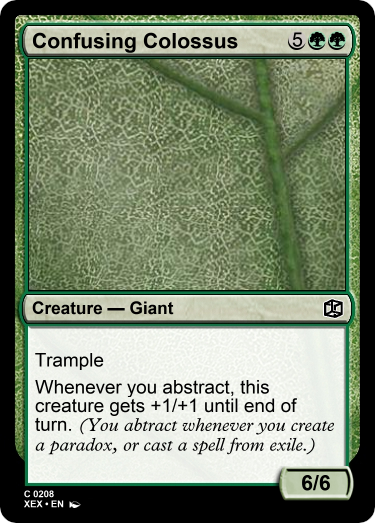 Confusing Colossus 5
Creature — Giant
Trample
Whenever you abstract, this
creature gets +1/+1 until end of
turn. (You abtract whenever you create
a paradox, or cast a spell from exile.)
6/6
C 0208
XEX • EN